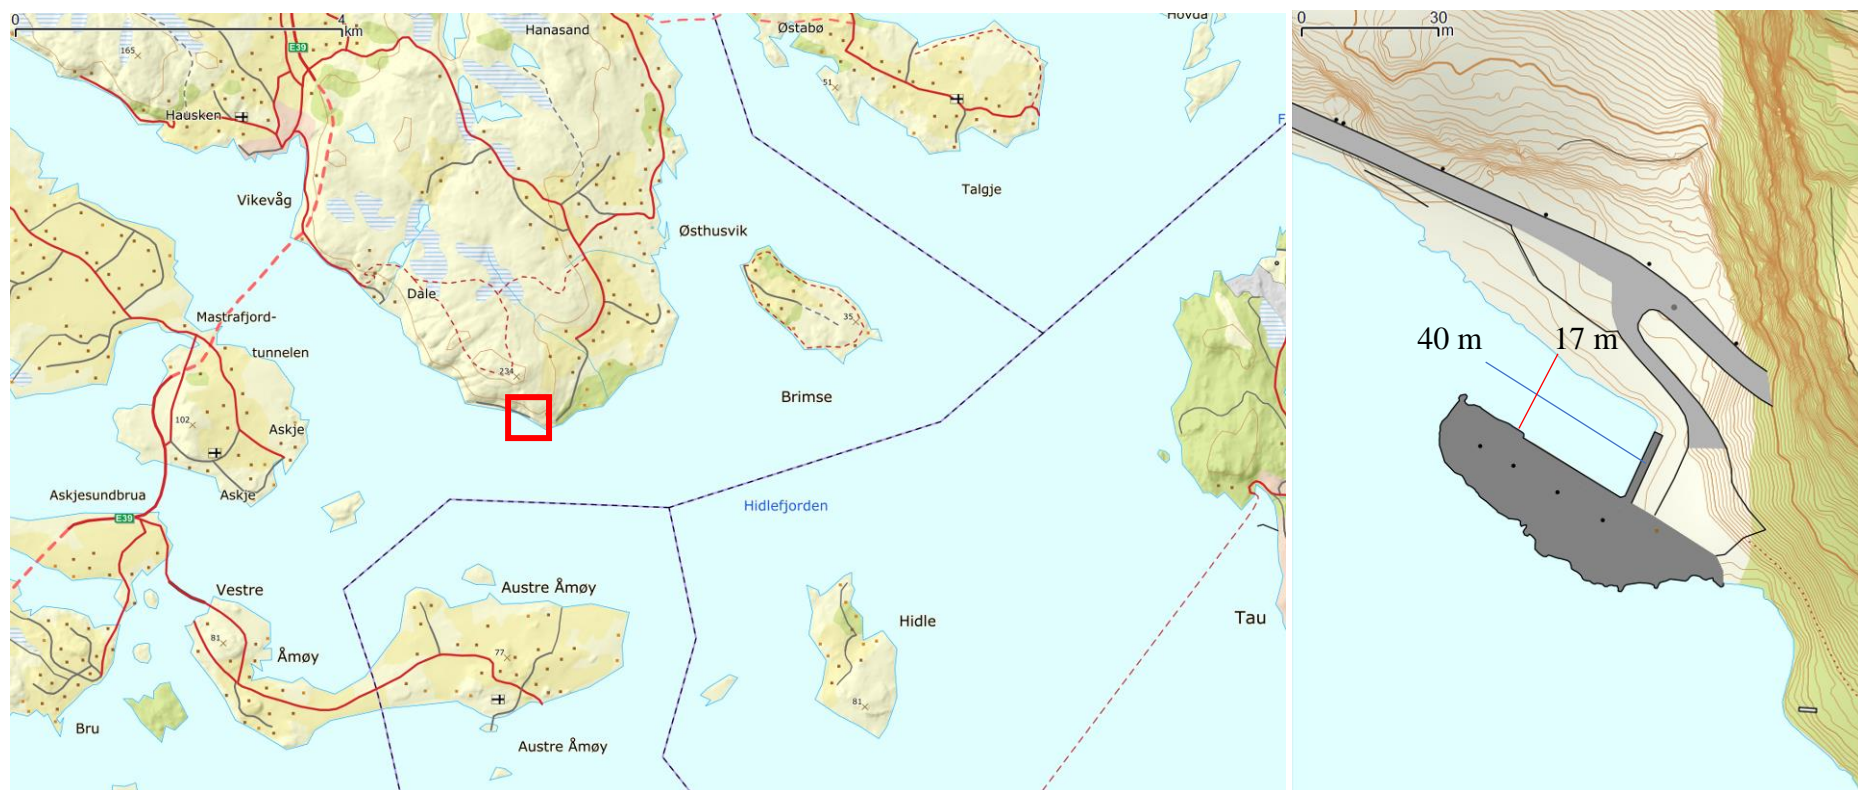 0 4
km
E39
Hanasand
Østabø
Hovda
165
51
Hausken
F
Vikevåg
Talgje
Østhusvik
Dale
Mastrafjord-
tunnelen
35
234
Brimse
102
Askje
Askjesundbrua
Askje
E39
Hidlefjorden
Vestre
Austre Åmøy
Hidle
Tau
81
Åmøy
77
81
Bru
Austre Åmøy
0 30
m
40 m
17 m